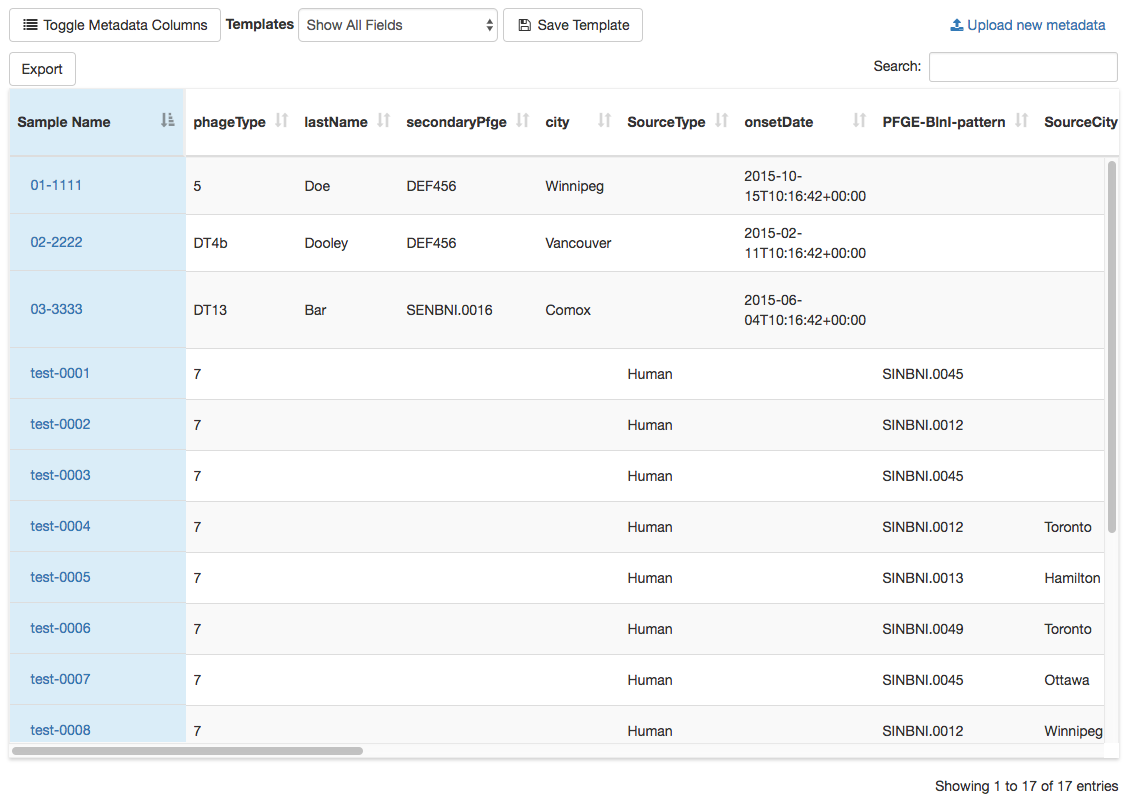 Toggle Metadata Columns Templates Show All Fields Save Template Upload new metadata
Export Search:
Sample Name phageType lastName secondaryPfge city SourceType onsetDate PFGE-BlnI-pattern SourceCity
01-1111 5 Doe DEF456 Winnipeg 2015-10-
15T10:16:42+00:00
02-2222 DT4b Dooley DEF456 Vancouver 2015-02-
11T10:16:42+00:00
03-3333 DT13 Bar SENBNI.0016 Comox 2015-06-
04T10:16:42+00:00
test-0001 7 Human SINBNI.0045
test-0002 7 Human SINBNI.0012
test-0003 7 Human SINBNI.0045
test-0004 7 Human SINBNI.0012 Toronto
test-0005 7 Human SINBNI.0013 Hamilton
test-0006 7 Human SINBNI.0049 Toronto
test-0007 7 Human SINBNI.0045 Ottawa
test-0008 7 Human SINBNI.0012 Winnipeg
Showing 1 to 17 of 17 entries